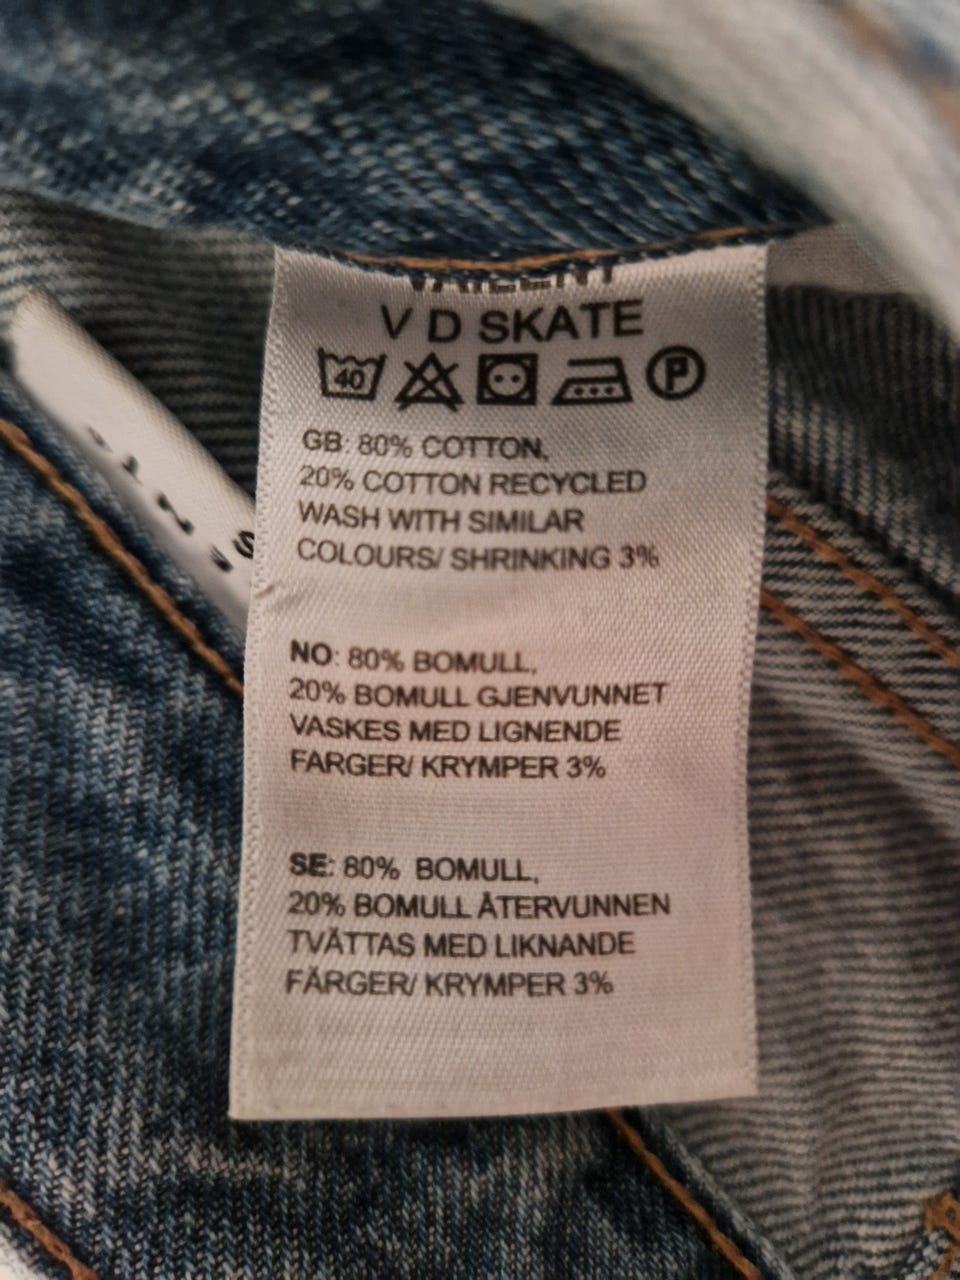 V D SKATE
40
P
GB: 80% COTTON,
20% COTTON RECYCLED
WASH WITH SIMILAR
COLOURS/ SHRINKING 3%
NO: 80% BOMULL,
20% BOMULL GJENVUNNET
VASKES MED LIGNENDE
FARGER/ KRYMPER 3%
SE: 80% BOMULL,
20% BOMULL ÅTERVUNNEN
TVÄTTAS MED LIKNANDE
FÄRGER/ KRYMPER 3%